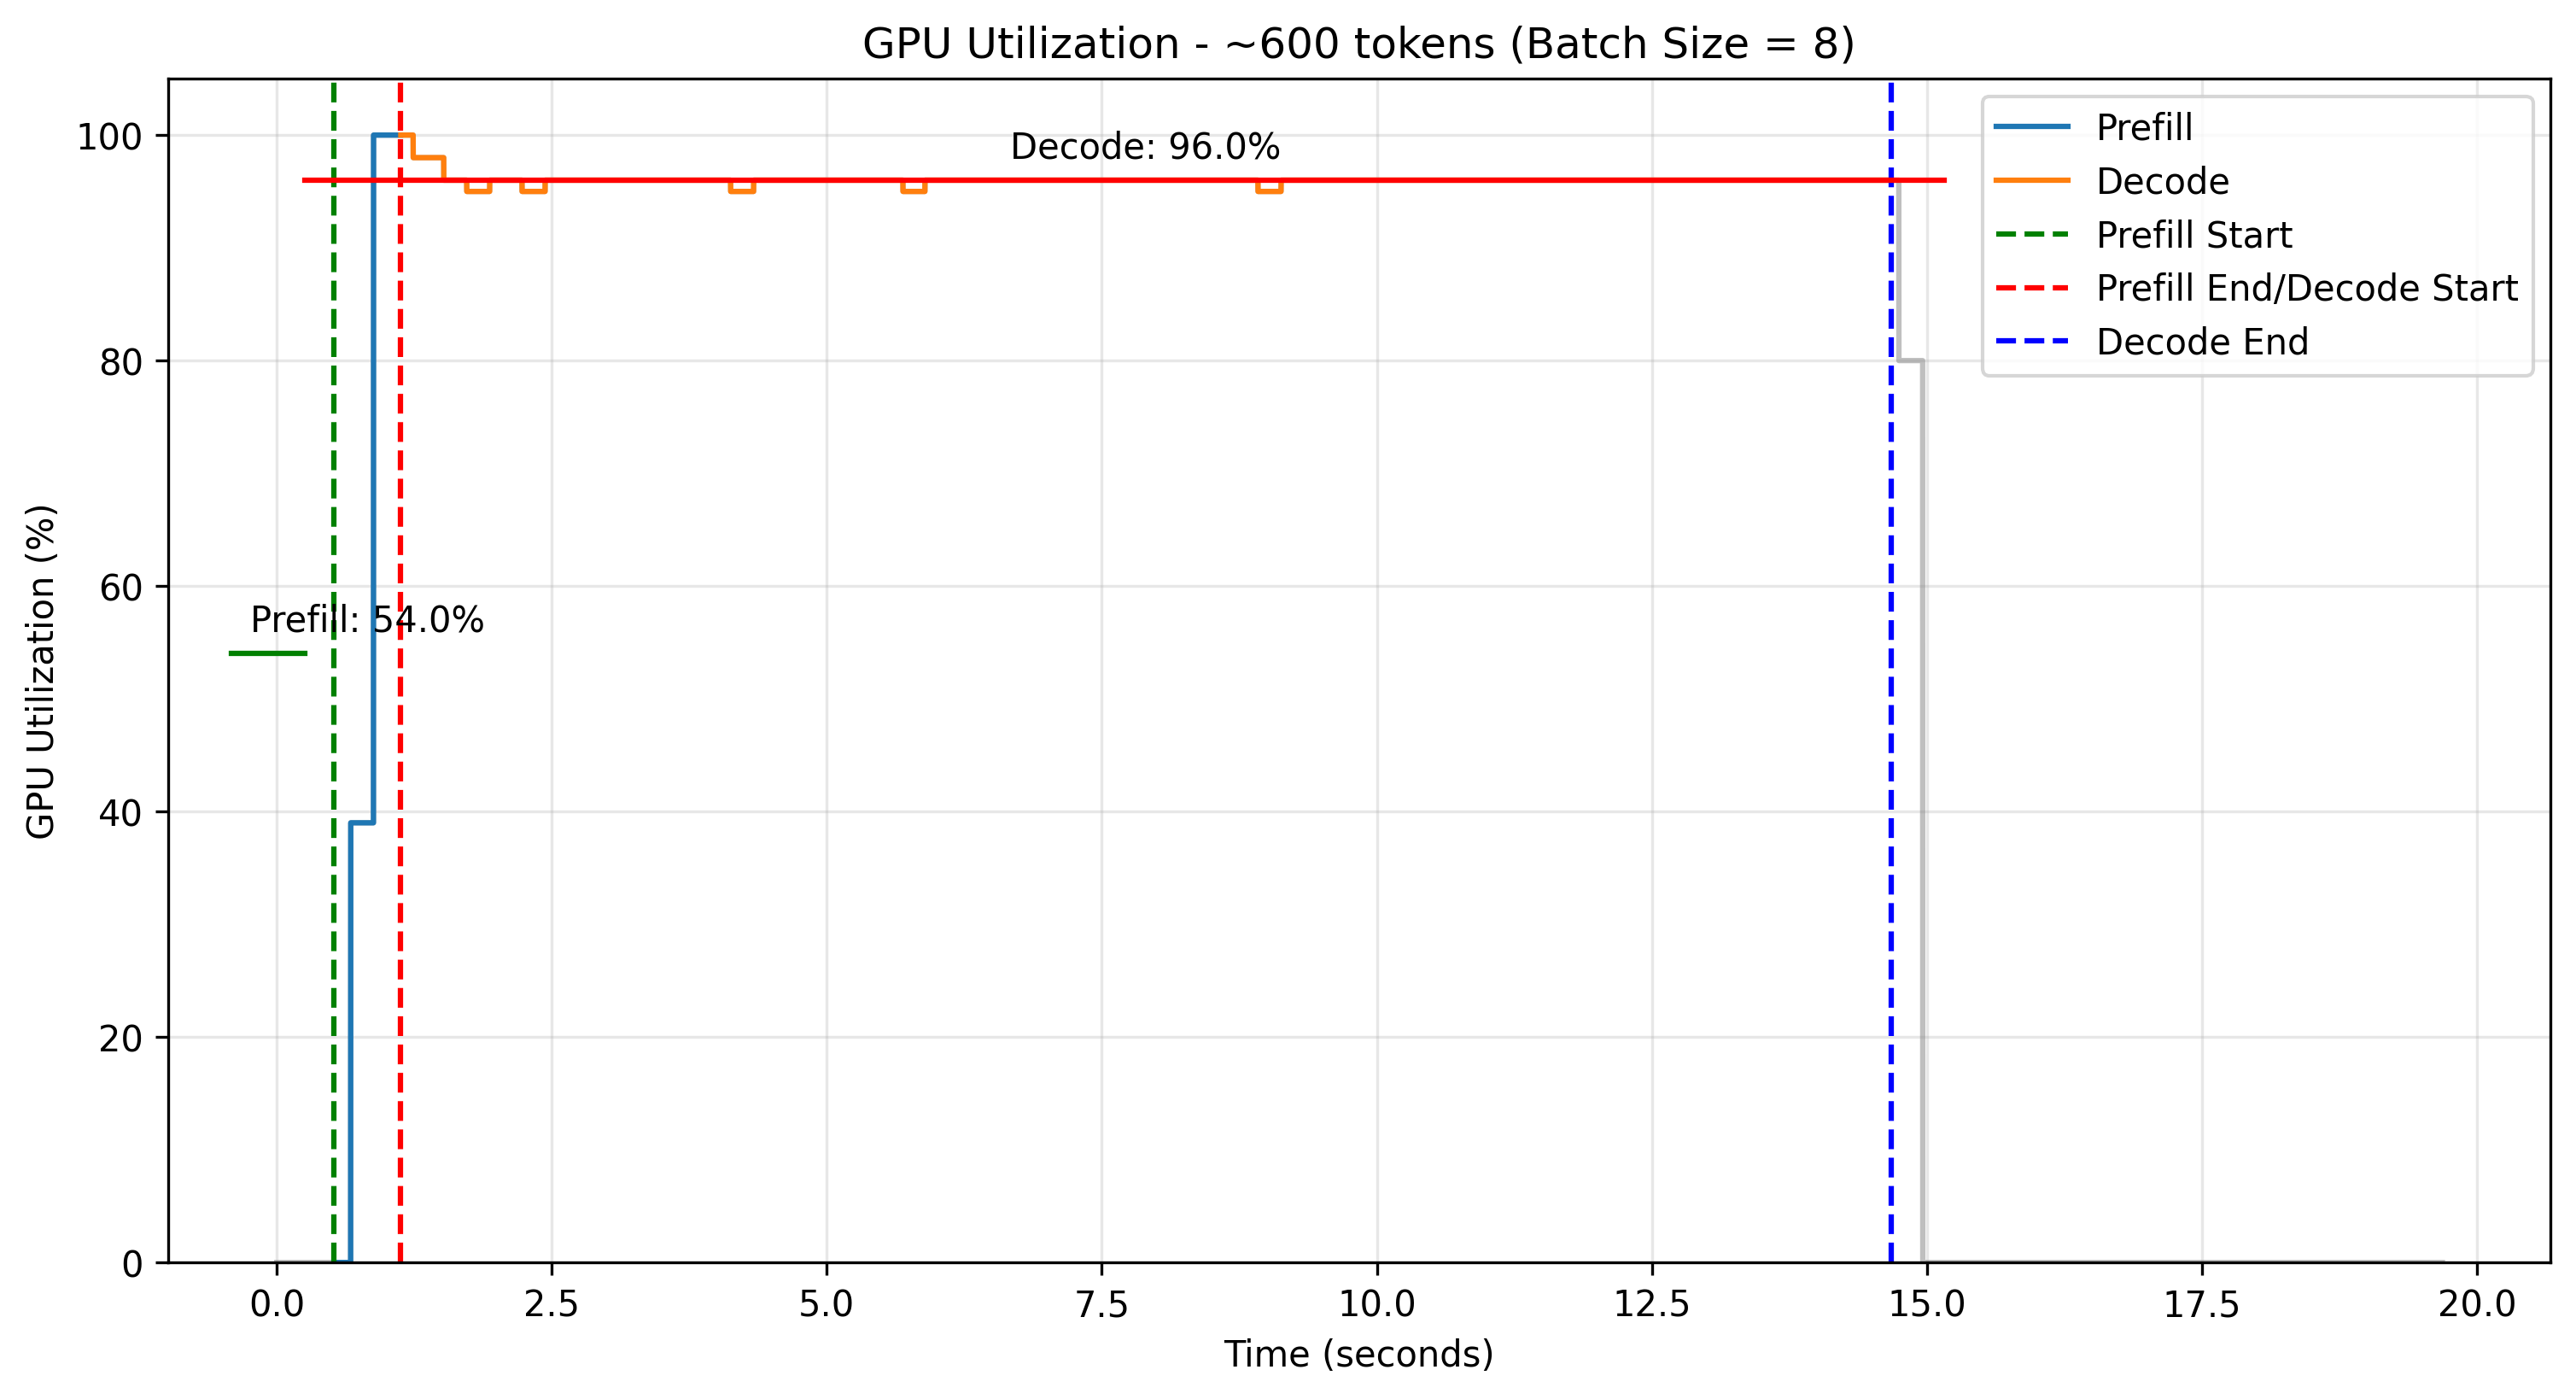 GPU Utilization - ~600 tokens (Batch Size = 8)
GPU Utilization (%)
100
80
60
40
20
0
Decode: 96.0%
Prefill: 54.0%
Prefill
Decode
Prefill Start
Prefill End/Decode Start
Decode End
0.0 2.5 5.0 7.5 10.0 12.5 15.0 17.5 20.0
Time (seconds)